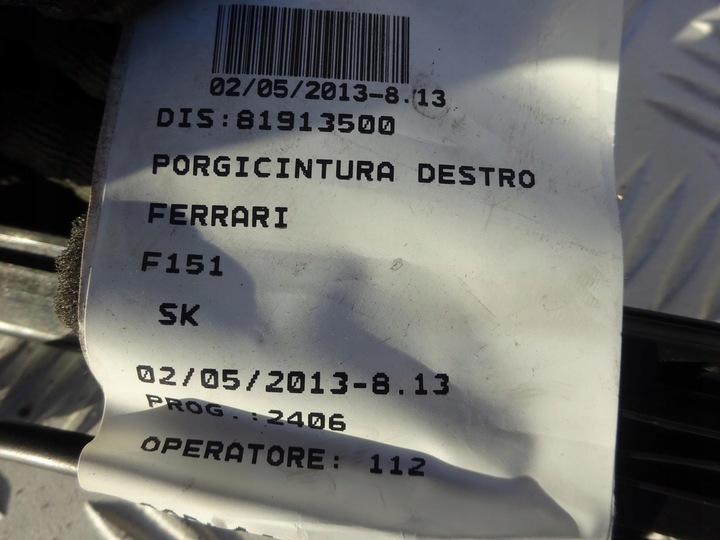 02/05/2013-8.13
DIS:81913500
PORGICINTURA DESTRO
FERRARI
F151
SK
02/05/2013-8.13
PROG.:2406
OPERATORE: 112